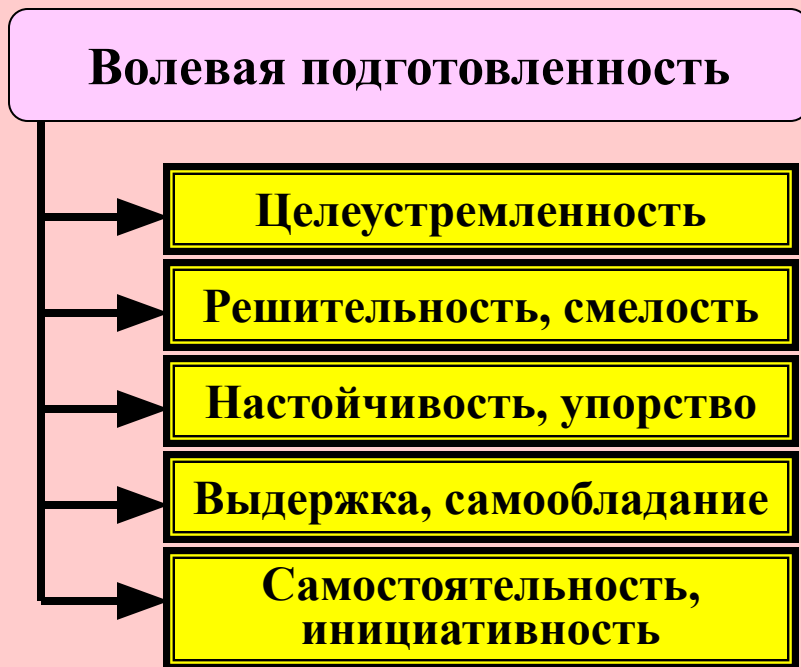 Волевая подготовленность
Целеустремленность
Решительность, смелость
Настойчивость, упорство
Выдержка, самообладание
Самостоятельность,
инициативность